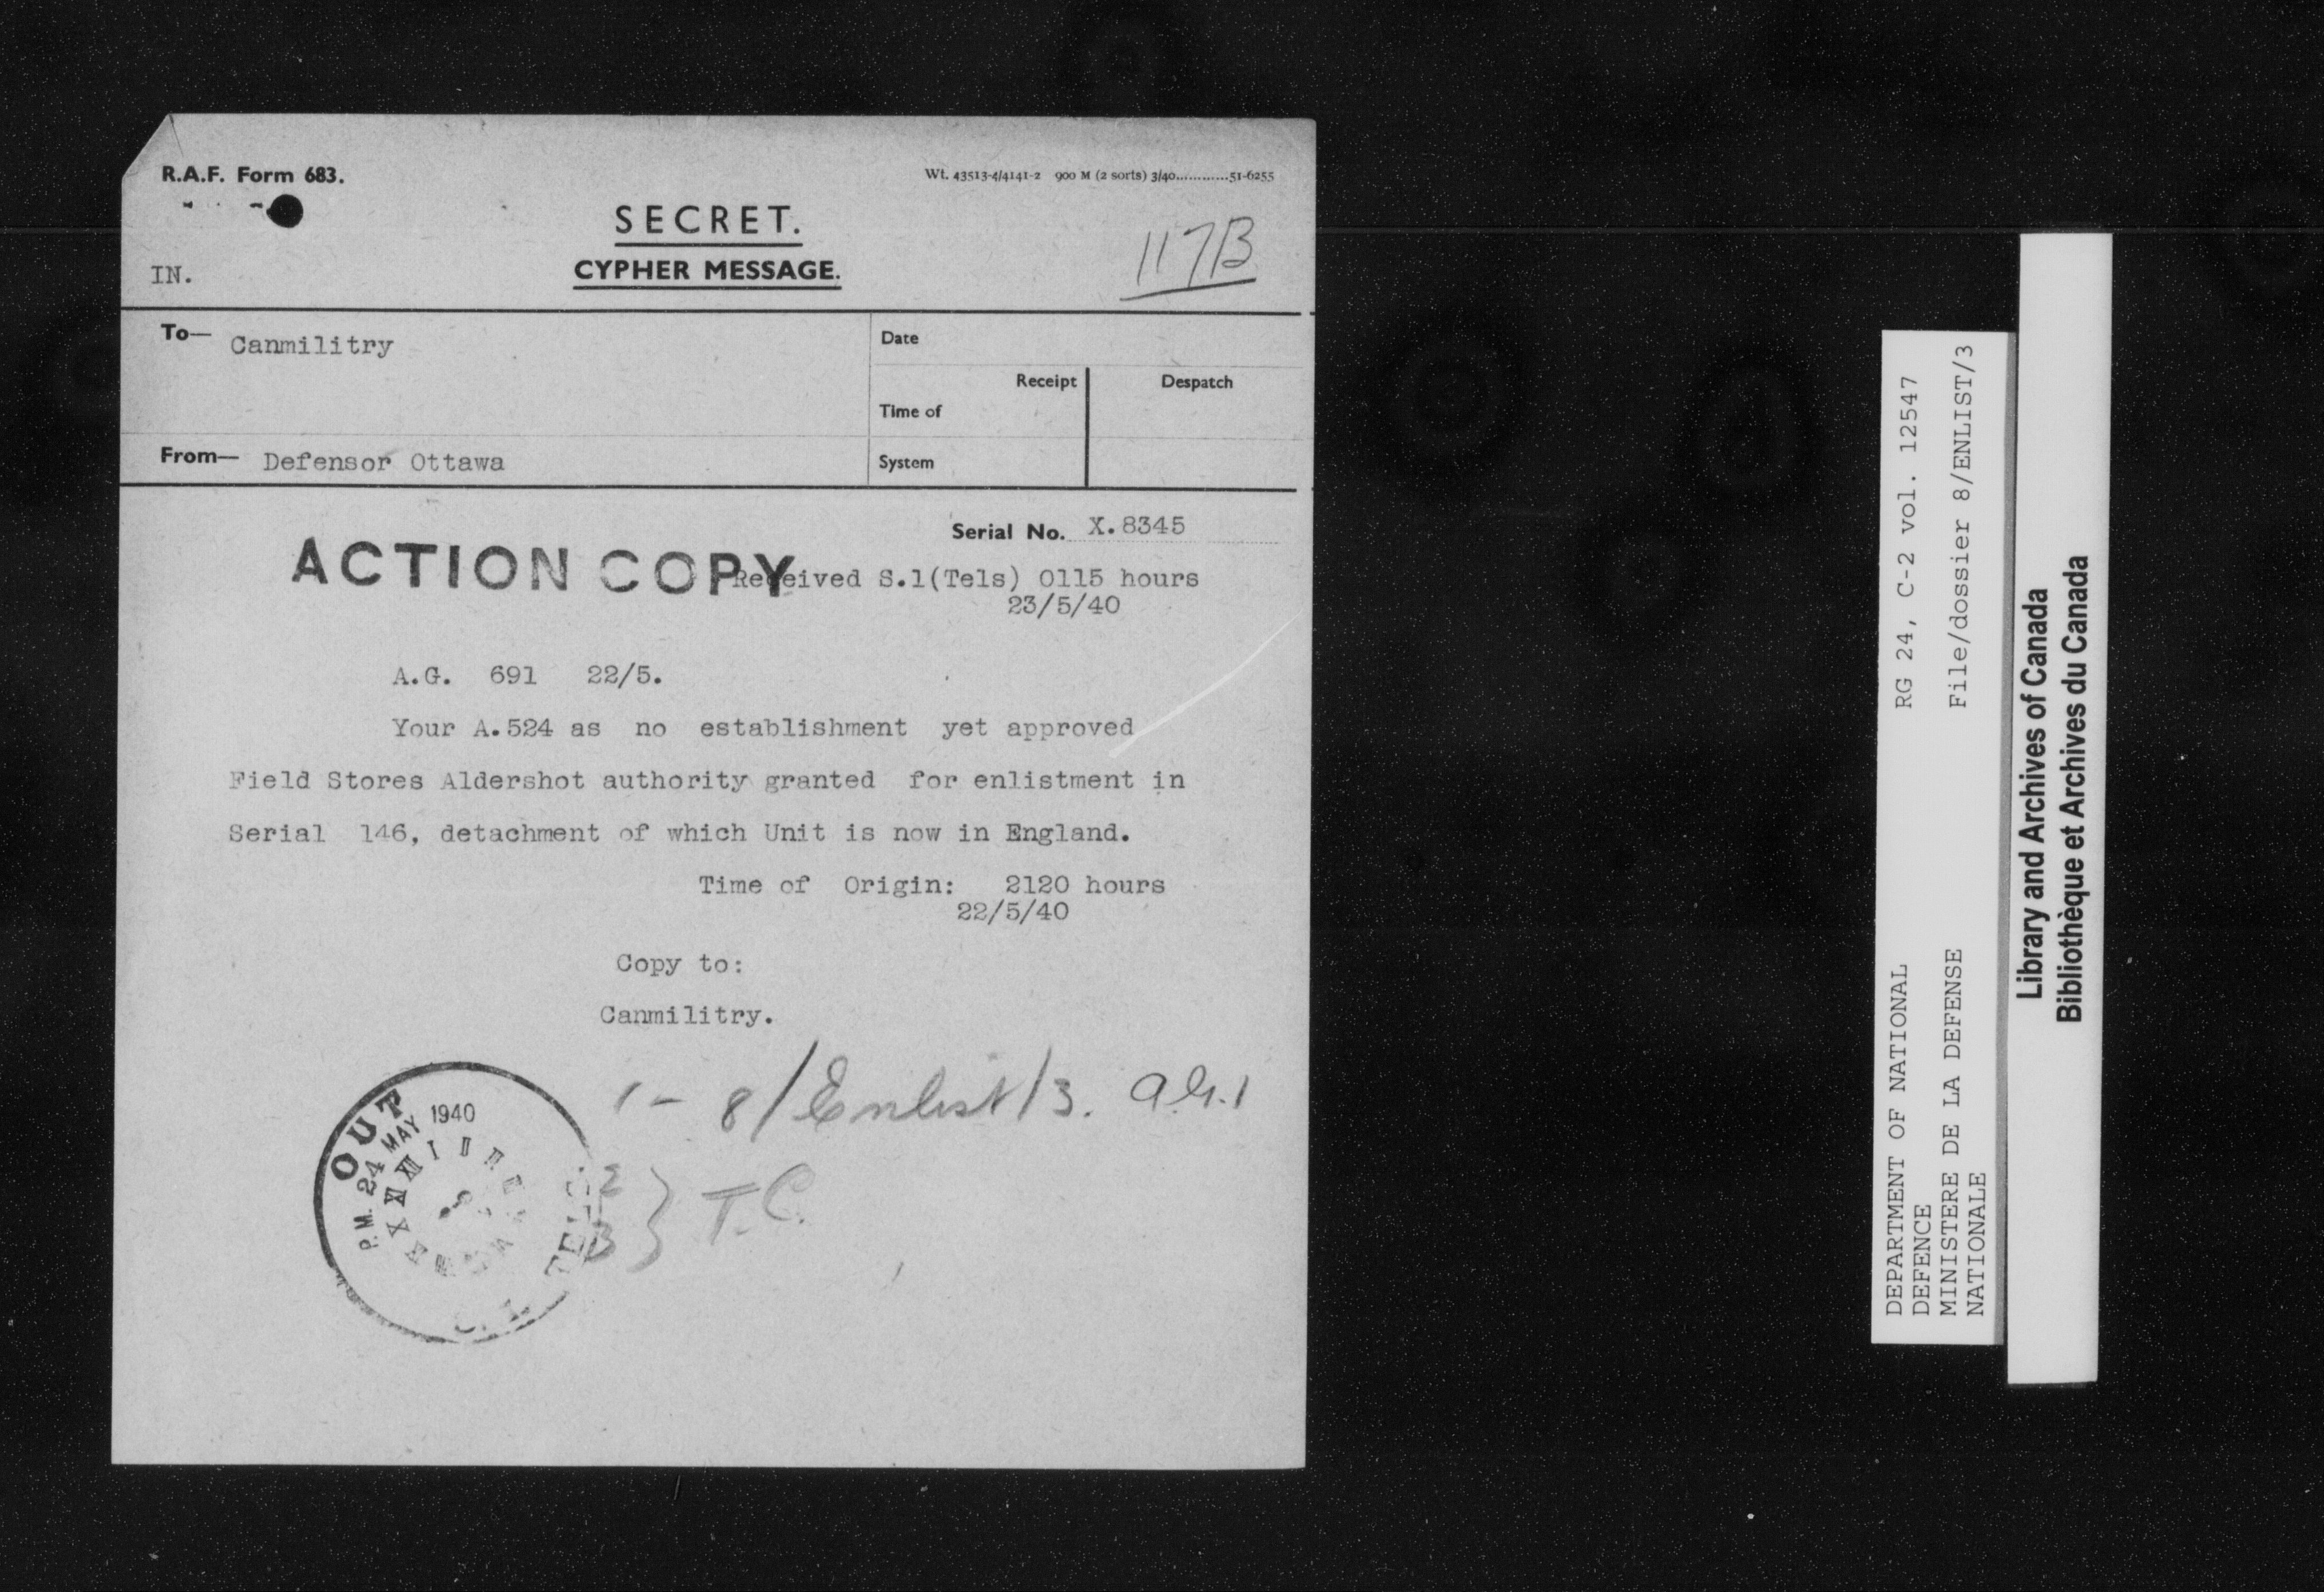 R.A.F. Form 683.
Wt. 43513-4/4141-2 900 M (2 sorts) 3/40............51-6255
SECRET.
117B
IN.
CYPHER MESSAGE.
To— Canmilitry
Date
Receipt Despatch
Time of
From— Defensor Ottawa
System
Serial No. X.8345
ACTION COPY
Received S.1(Tels) 0115 hours
23/5/40
A.G. 691 22/5.
Your A.524 as no establishment yet approved
Field Stores Aldershot authority granted for enlistment in
Serial 146, detachment of which Unit is now in England.
Time of Origin: 2120 hours
22/5/40
Copy to:
Canmilitry.
1 - 8/Enlist/3. A.G.1
2
3 } T.C.
OUT
P.M. 24 MAY 1940
DEPARTMENT OF NATIONAL
DEFENCE
MINISTERE DE LA DEFENSE
NATIONALE
RG 24, C-2 vol. 12547
File/dossier 8/ENLIST/3
Library and Archives of Canada
Bibliothèque et Archives du Canada